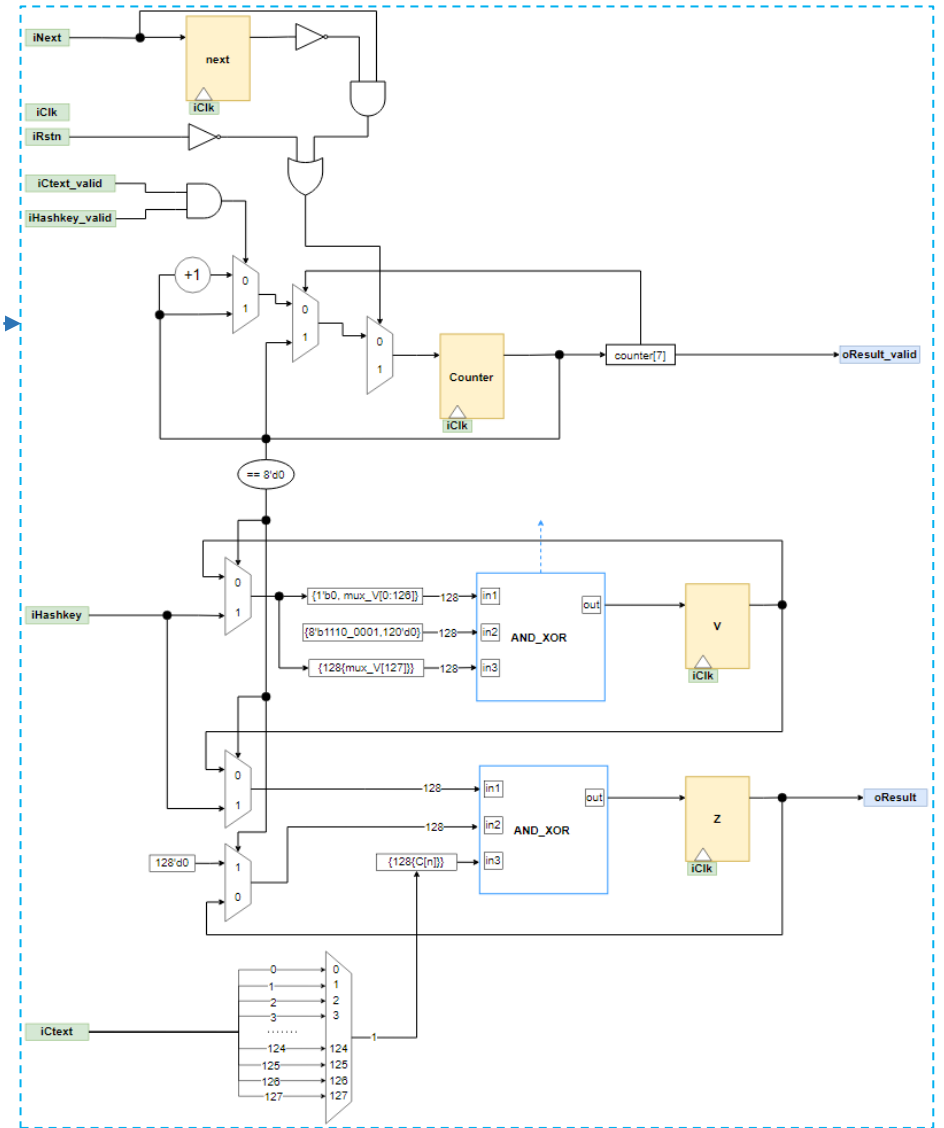 iNext
next
iClk
iClk
iRstn
iCtext_valid
iHashkey_valid
+1
0
1
0
1
0
1
Counter
iClk
counter[7]
oResult_valid
== 8'd0
0
1
iHashkey
{1'b0, mux_V[0:126]}
128
in1
{8'b1110_0001,120'd0}
128
in2
{128{mux_V[127]}}
128
in3
AND_XOR
out
V
iClk
0
1
128
in1
128
in2
AND_XOR
out
Z
iClk
oResult
128'd0
1
0
{128{C[n]}}
in3
iCtext
0 0
1 1
2 2
3 3
.......
124 124
125 125
126 126
127 127
1